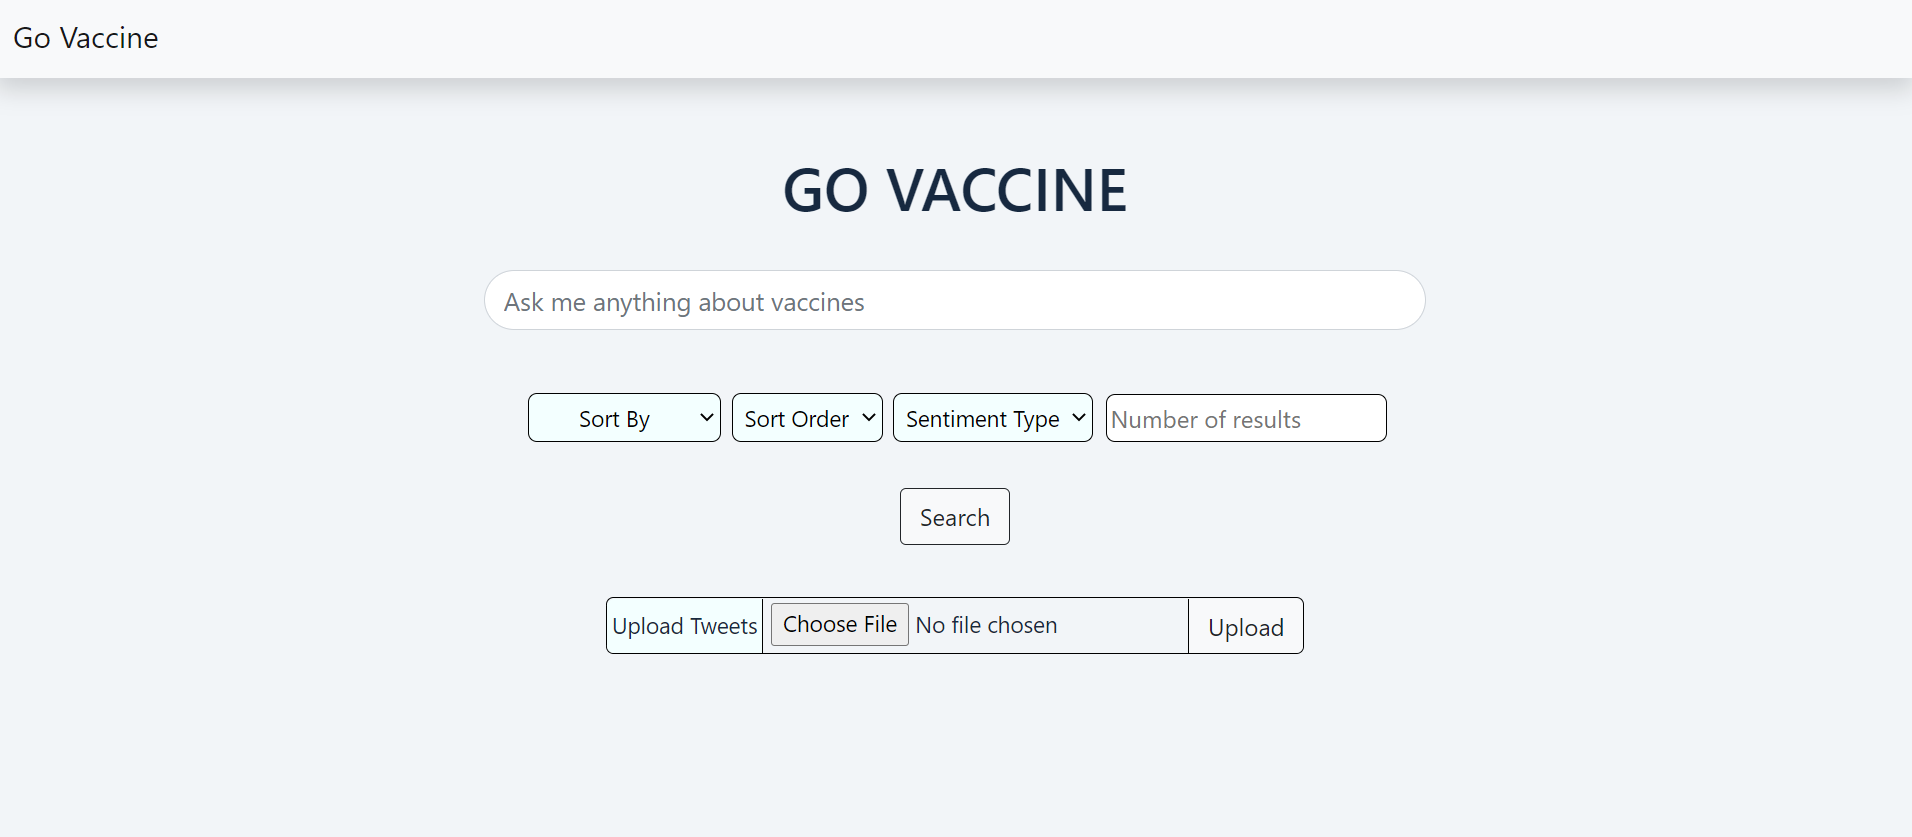 Go Vaccine
GO VACCINE
Ask me anything about vaccines
Sort By Sort Order Sentiment Type Number of results
Search
Upload Tweets Choose File No file chosen Upload